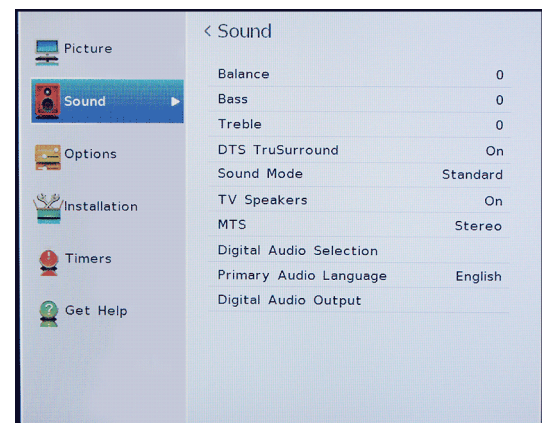 Picture
Sound
Options
Installation
Timers
Get Help
< Sound
Balance 0
Bass 0
Treble 0
DTS TruSurround On
Sound Mode Standard
TV Speakers On
MTS Stereo
Digital Audio Selection
Primary Audio Language English
Digital Audio Output